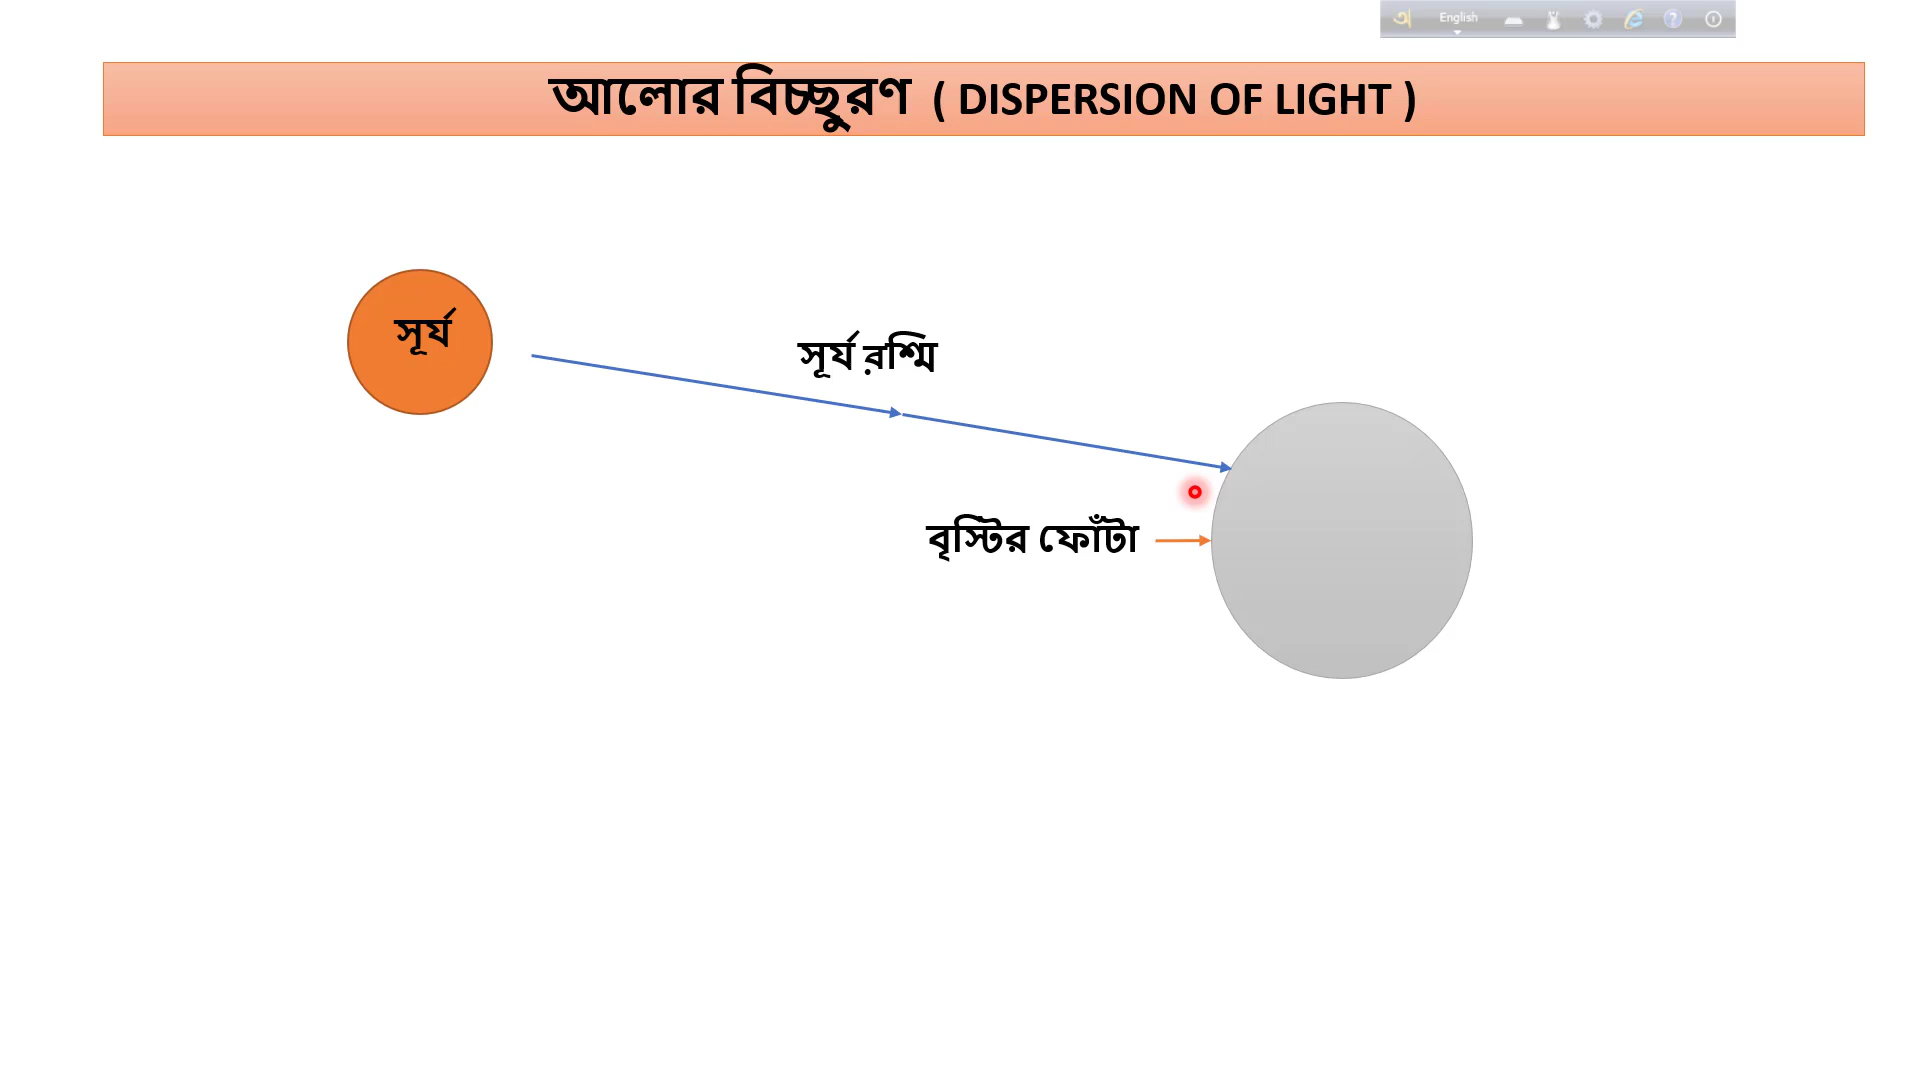 English
আলোর বিচ্ছুরণ ( DISPERSION OF LIGHT )
সূর্য
সূর্য রশ্মি
বৃস্টির ফোঁটা